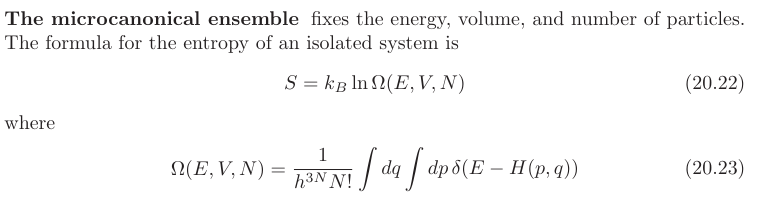 The microcanonical ensemble fixes the energy, volume, and number of particles.
The formula for the entropy of an isolated system is
S = k_B ln Ω(E, V, N) (20.22)
where
Ω(E, V, N) = \frac{1}{h^{3N} N!} ∫ dq ∫ dp δ(E − H(p, q)) (20.23)